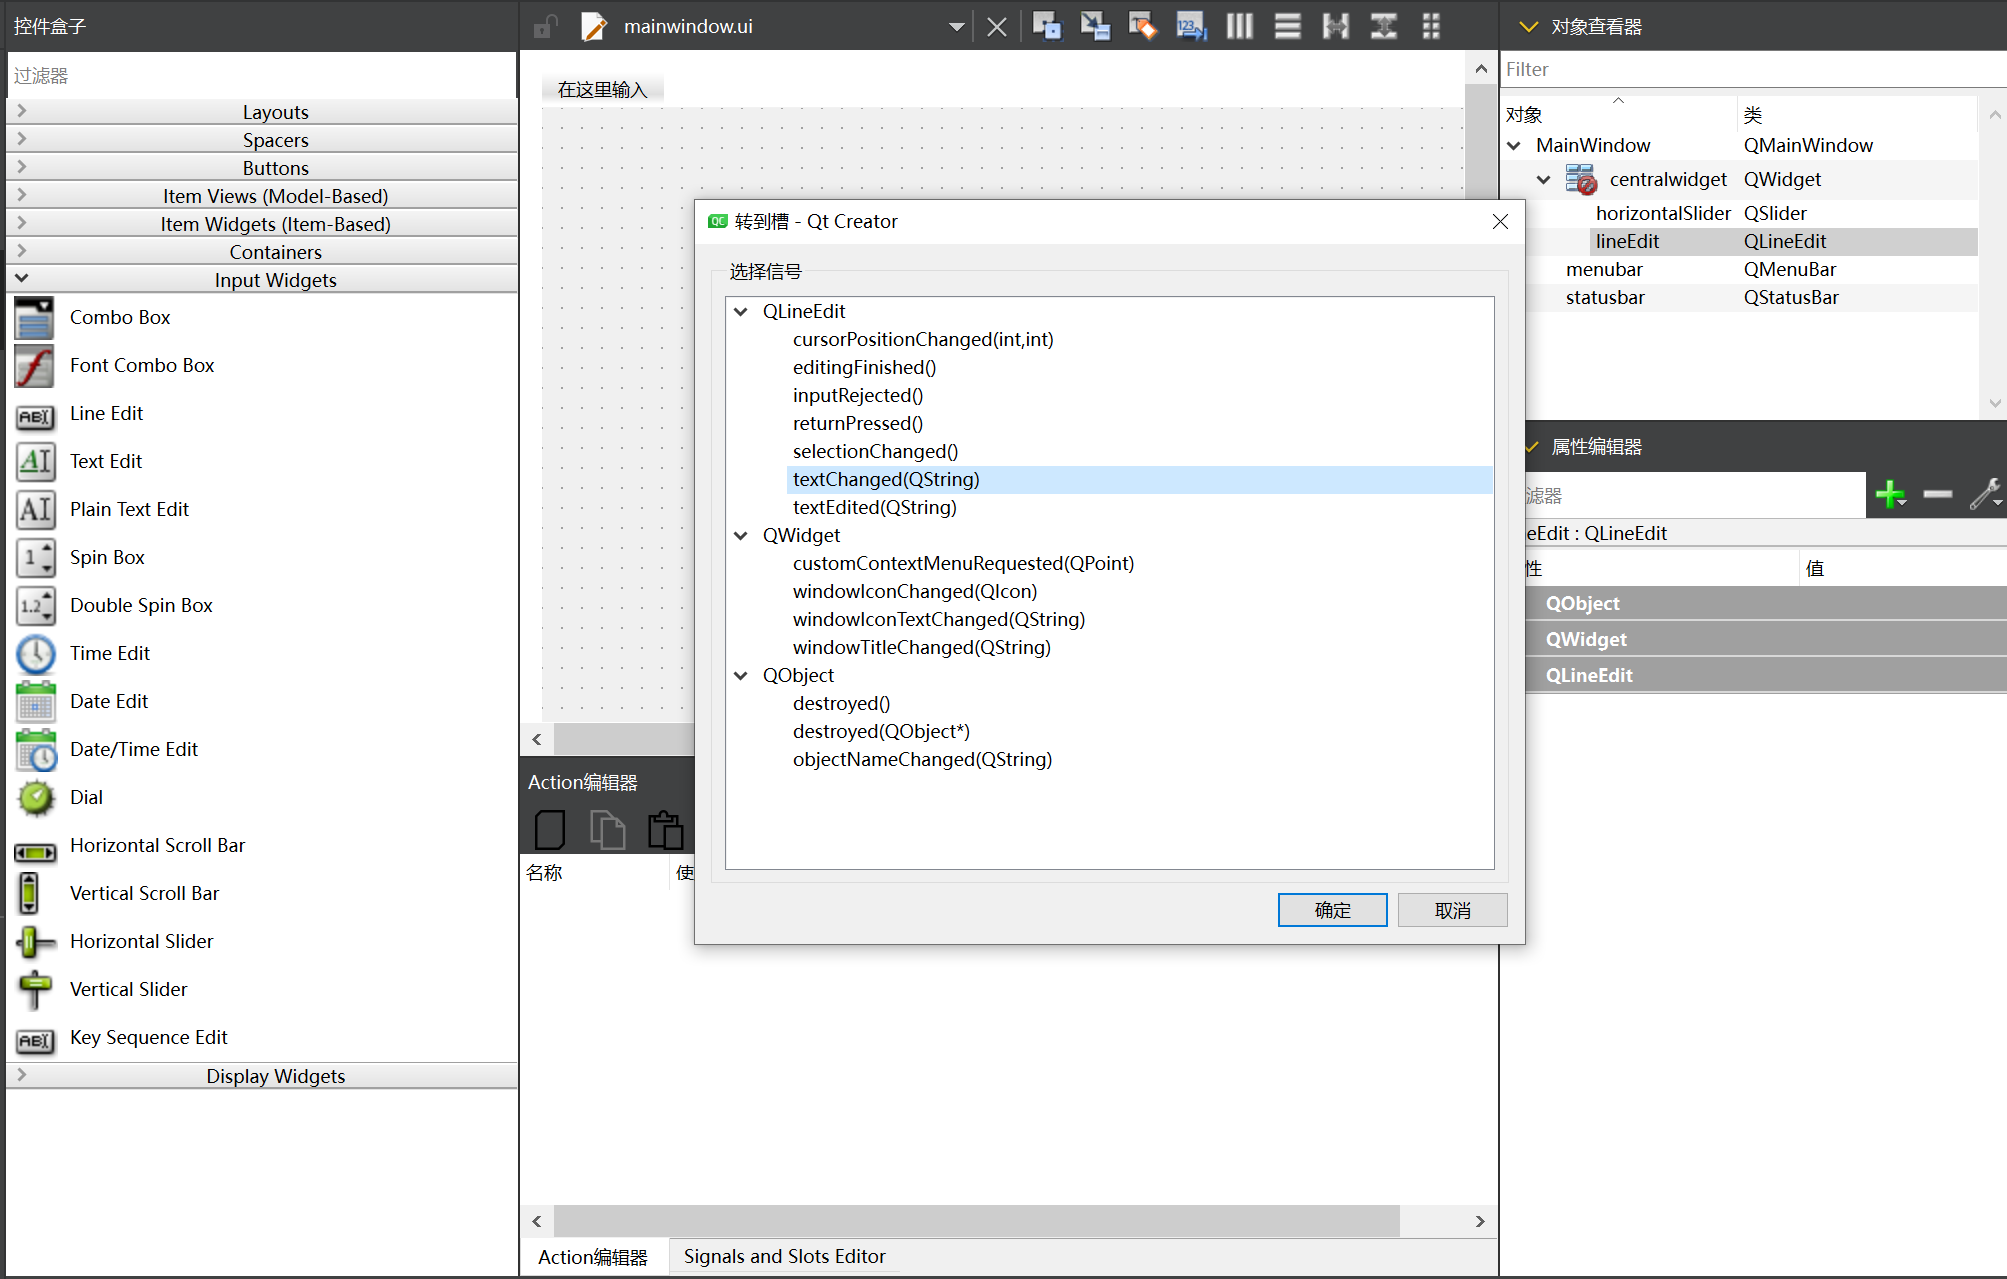 控件盒子
过滤器
Layouts
Spacers
Buttons
Item Views (Model-Based)
Item Widgets (Item-Based)
Containers
Input Widgets
Combo Box
Font Combo Box
Line Edit
Text Edit
Plain Text Edit
Spin Box
Double Spin Box
Time Edit
Date Edit
Date/Time Edit
Dial
Horizontal Scroll Bar
Vertical Scroll Bar
Horizontal Slider
Vertical Slider
Key Sequence Edit
Display Widgets
mainwindow.ui
在这里输入
转到槽 - Qt Creator
选择信号
QLineEdit
cursorPositionChanged(int,int)
editingFinished()
inputRejected()
returnPressed()
selectionChanged()
textChanged(QString)
textEdited(QString)
QWidget
customContextMenuRequested(QPoint)
windowIconChanged(QIcon)
windowIconTextChanged(QString)
windowTitleChanged(QString)
QObject
destroyed()
destroyed(QObject*)
objectNameChanged(QString)
确定 取消
Action编辑器
名称 使
Action编辑器 Signals and Slots Editor
对象查看器
Filter
对象 类
MainWindow QMainWindow
centralwidget QWidget
horizontalSlider QSlider
lineEdit QLineEdit
menubar QMenuBar
statusbar QStatusBar
属性编辑器
滤器
eEdit : QLineEdit
性 值
QObject
QWidget
QLineEdit